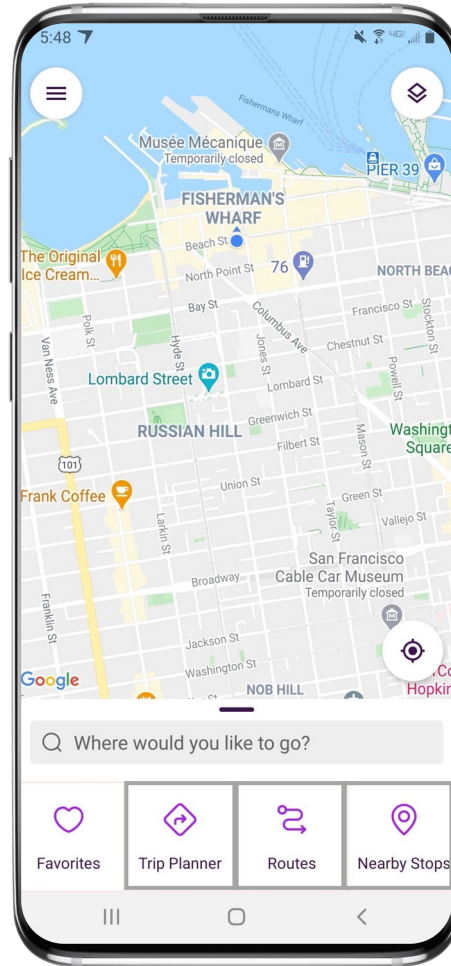 5:48
4GE
Fishermans Wharf
Musée Mécanique
Temporarily closed
PIER 39
FISHERMAN'S
WHARF
Beach St
The Original
Ice Cream...
North Point St
76
NORTH BEA
Bay St
Columbus Ave
Francisco St
Stockton St
Polk St
Hyde St
Jones St
Chestnut St
Van Ness Ave
Powell St
Lombard Street
Lombard St
Greenwich St
RUSSIAN HILL
Washingt
Square
Filbert St
Mason St
101
Union St
Frank Coffee
Green St
Taylor St
Larkin St
Vallejo St
San Francisco
Cable Car Museum
Temporarily closed
Broadway
Franklin St
Jackson St
Washington St
Google
NOB HILL
Hopkin
Where would you like to go?
Favorites
Trip Planner
Routes
Nearby Stops